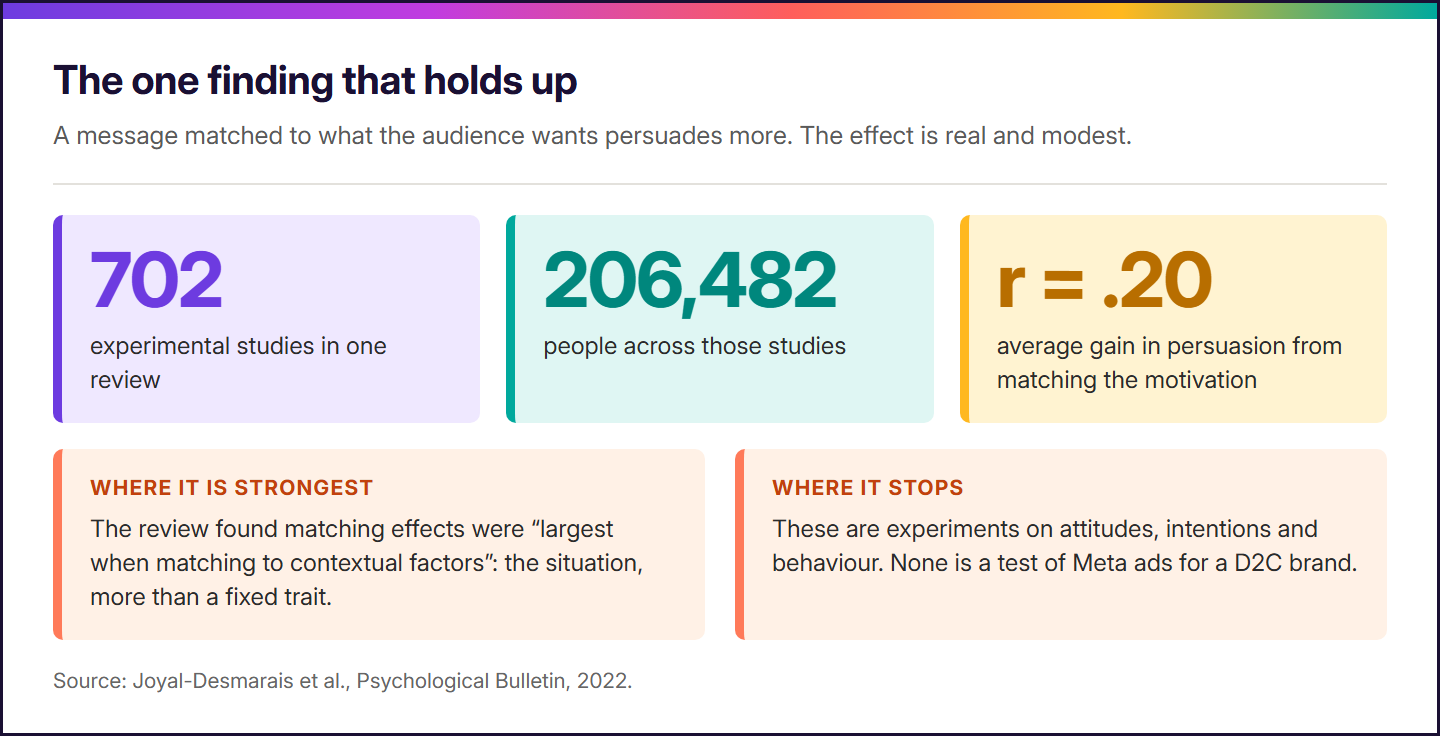 The one finding that holds up
A message matched to what the audience wants persuades more. The effect is real and modest.
702
experimental studies in one
review
206,482
people across those studies
r = .20
average gain in persuasion from
matching the motivation
WHERE IT IS STRONGEST
The review found matching effects were “largest
when matching to contextual factors”: the situation,
more than a fixed trait.
WHERE IT STOPS
These are experiments on attitudes, intentions and
behaviour. None is a test of Meta ads for a D2C brand.
Source: Joyal-Desmarais et al., Psychological Bulletin, 2022.